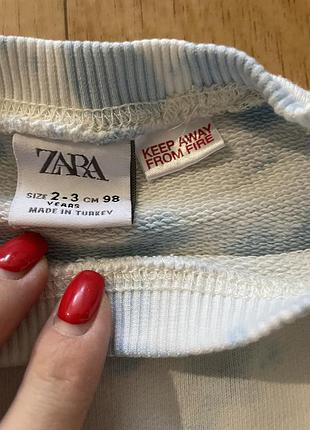 ZARA
SIZE 2-3 CM 98
YEARS
MADE IN TURKEY
KEEP AWAY
FROM FIRE